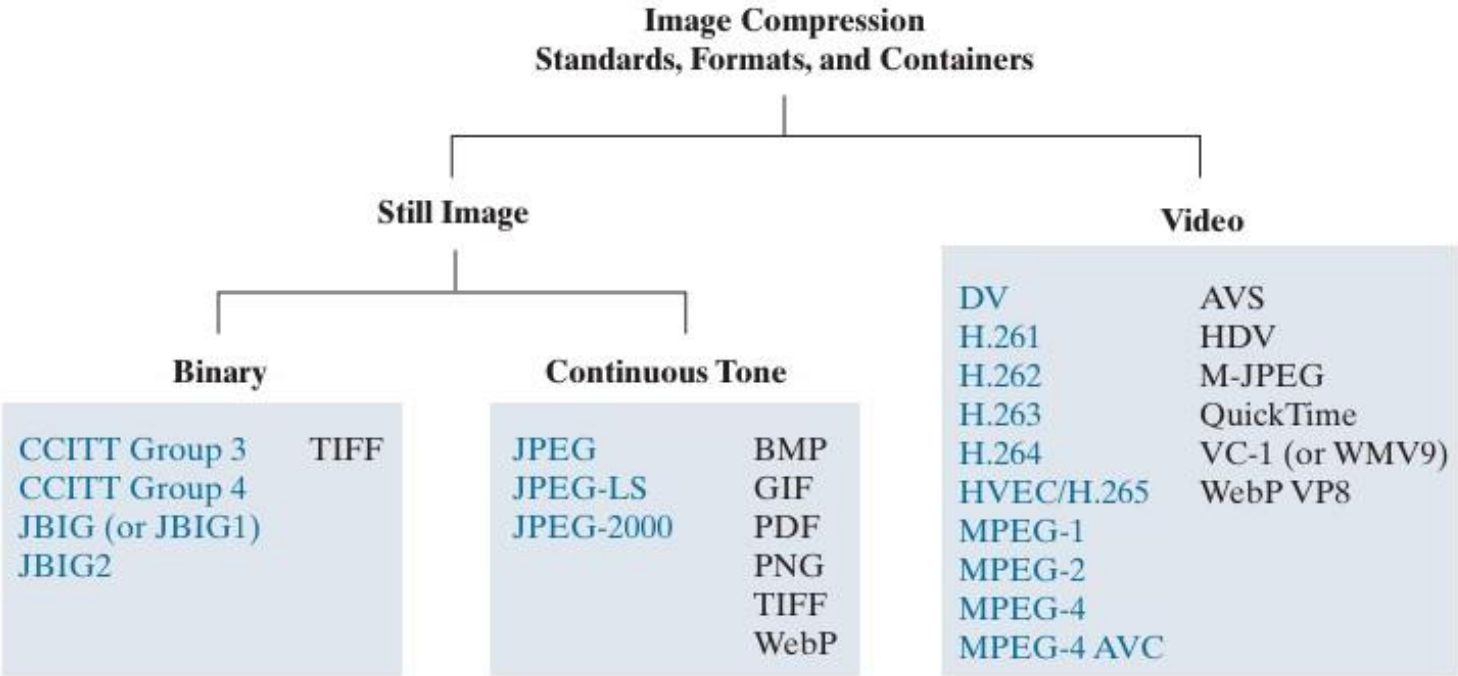 Image Compression
Standards, Formats, and Containers
Still Image
Video
Binary
Continuous Tone
CCITT Group 3 TIFF
CCITT Group 4
JBIG (or JBIG1)
JBIG2
JPEG BMP
JPEG-LS GIF
JPEG-2000 PDF
PNG
TIFF
WebP
DV AVS
H.261 HDV
H.262 M-JPEG
H.263 QuickTime
H.264 VC-1 (or WMV9)
HVEC/H.265 WebP VP8
MPEG-1
MPEG-2
MPEG-4
MPEG-4 AVC